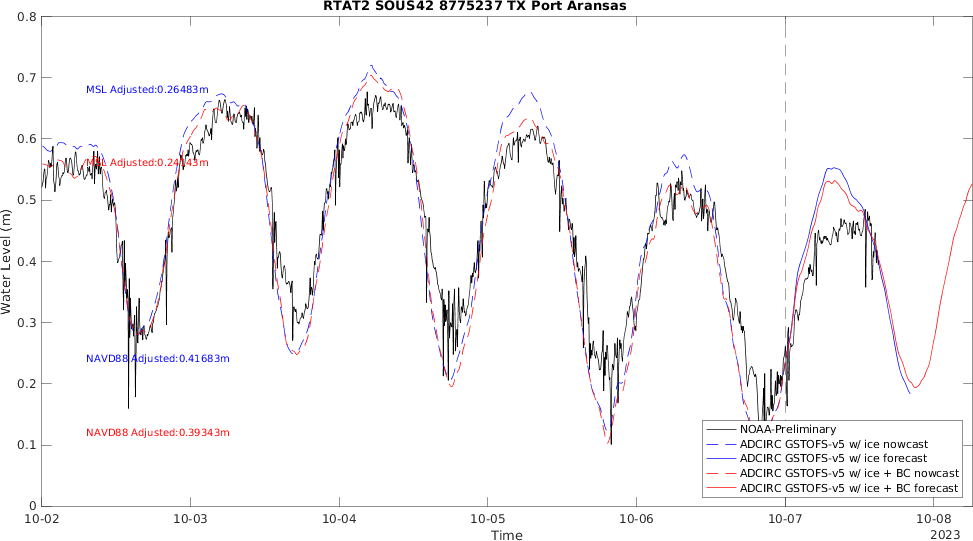 RTAT2 SOUS42 8775237 TX Port Aransas
Water Level (m)
0.8
0.7
0.6
0.5
0.4
0.3
0.2
0.1
0
MSL Adjusted:0.26483m
MSL Adjusted:0.24143m
NAVD88 Adjusted:0.41683m
NAVD88 Adjusted:0.39343m
NOAA-Preliminary
ADCIRC GSTOFS-v5 w/ ice nowcast
ADCIRC GSTOFS-v5 w/ ice forecast
ADCIRC GSTOFS-v5 w/ ice + BC nowcast
ADCIRC GSTOFS-v5 w/ ice + BC forecast
10-02 10-03 10-04 10-05 10-06 10-07 10-08
Time
2023